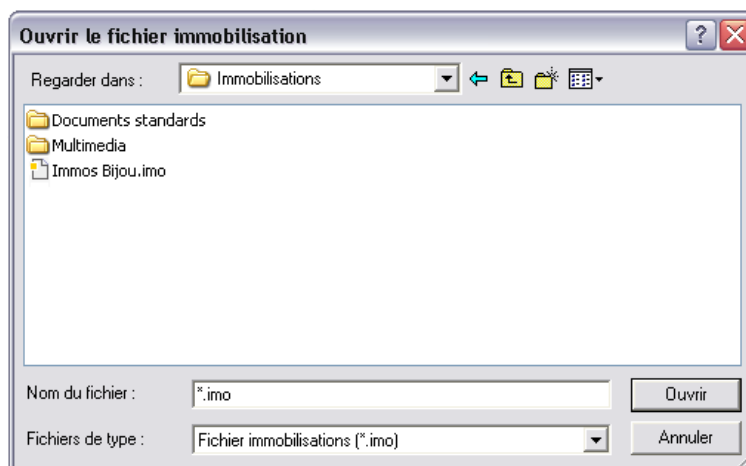 Ouvrir le fichier immobilisation
Regarder dans :
Immobilisations
Documents standards
Multimedia
Immos Bijou.imo
Nom du fichier :
*.imo
Ouvrir
Fichiers de type :
Fichier immobilisations (*.imo)
Annuler